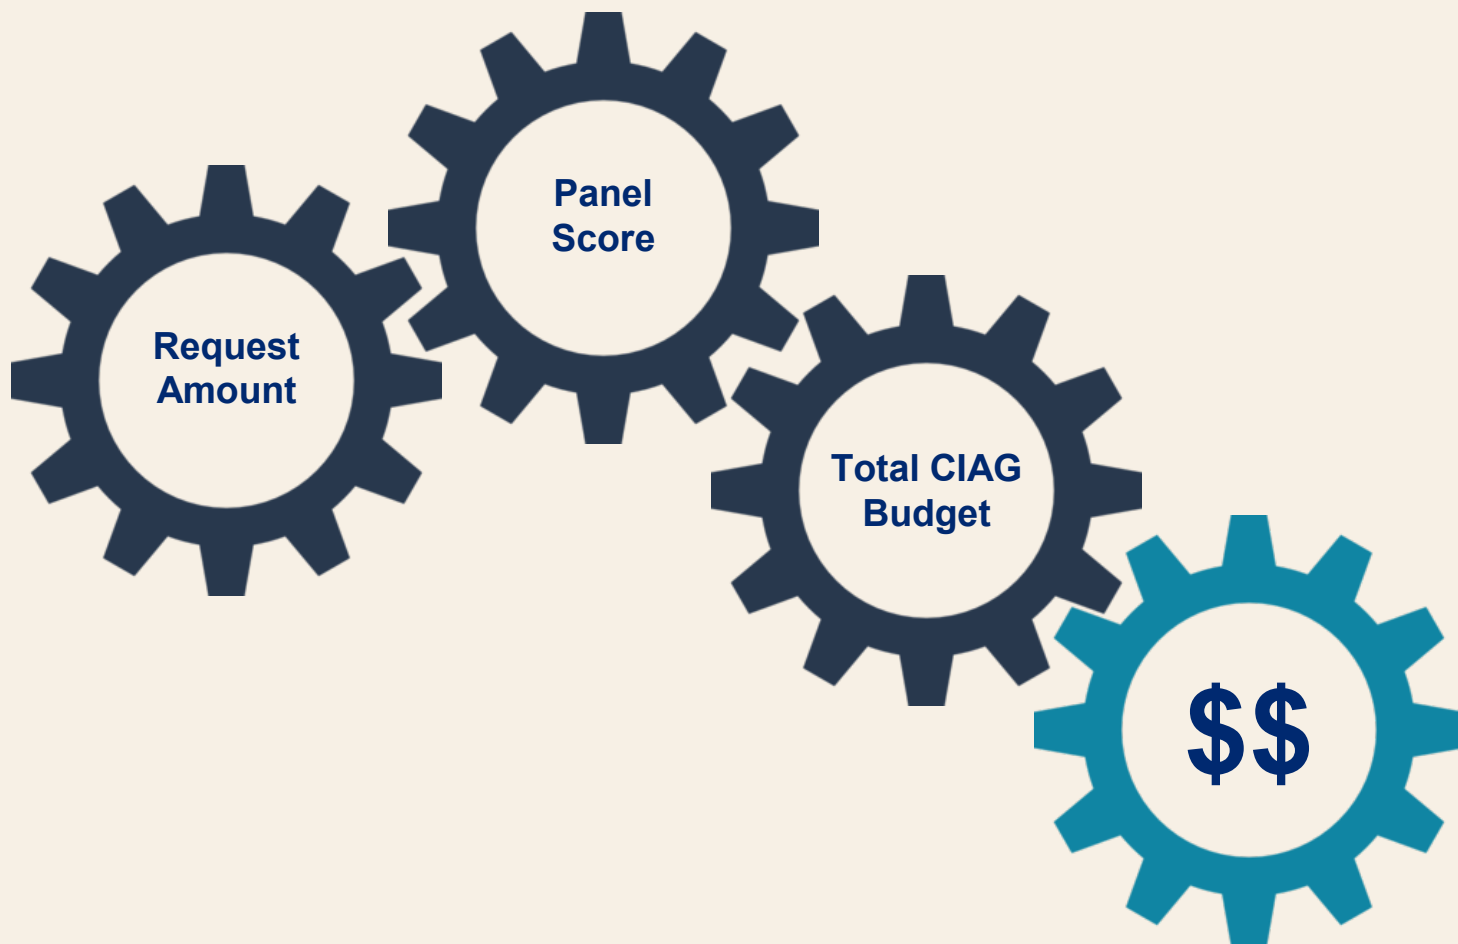 Panel
Score
Request
Amount
Total CIAG
Budget
$$